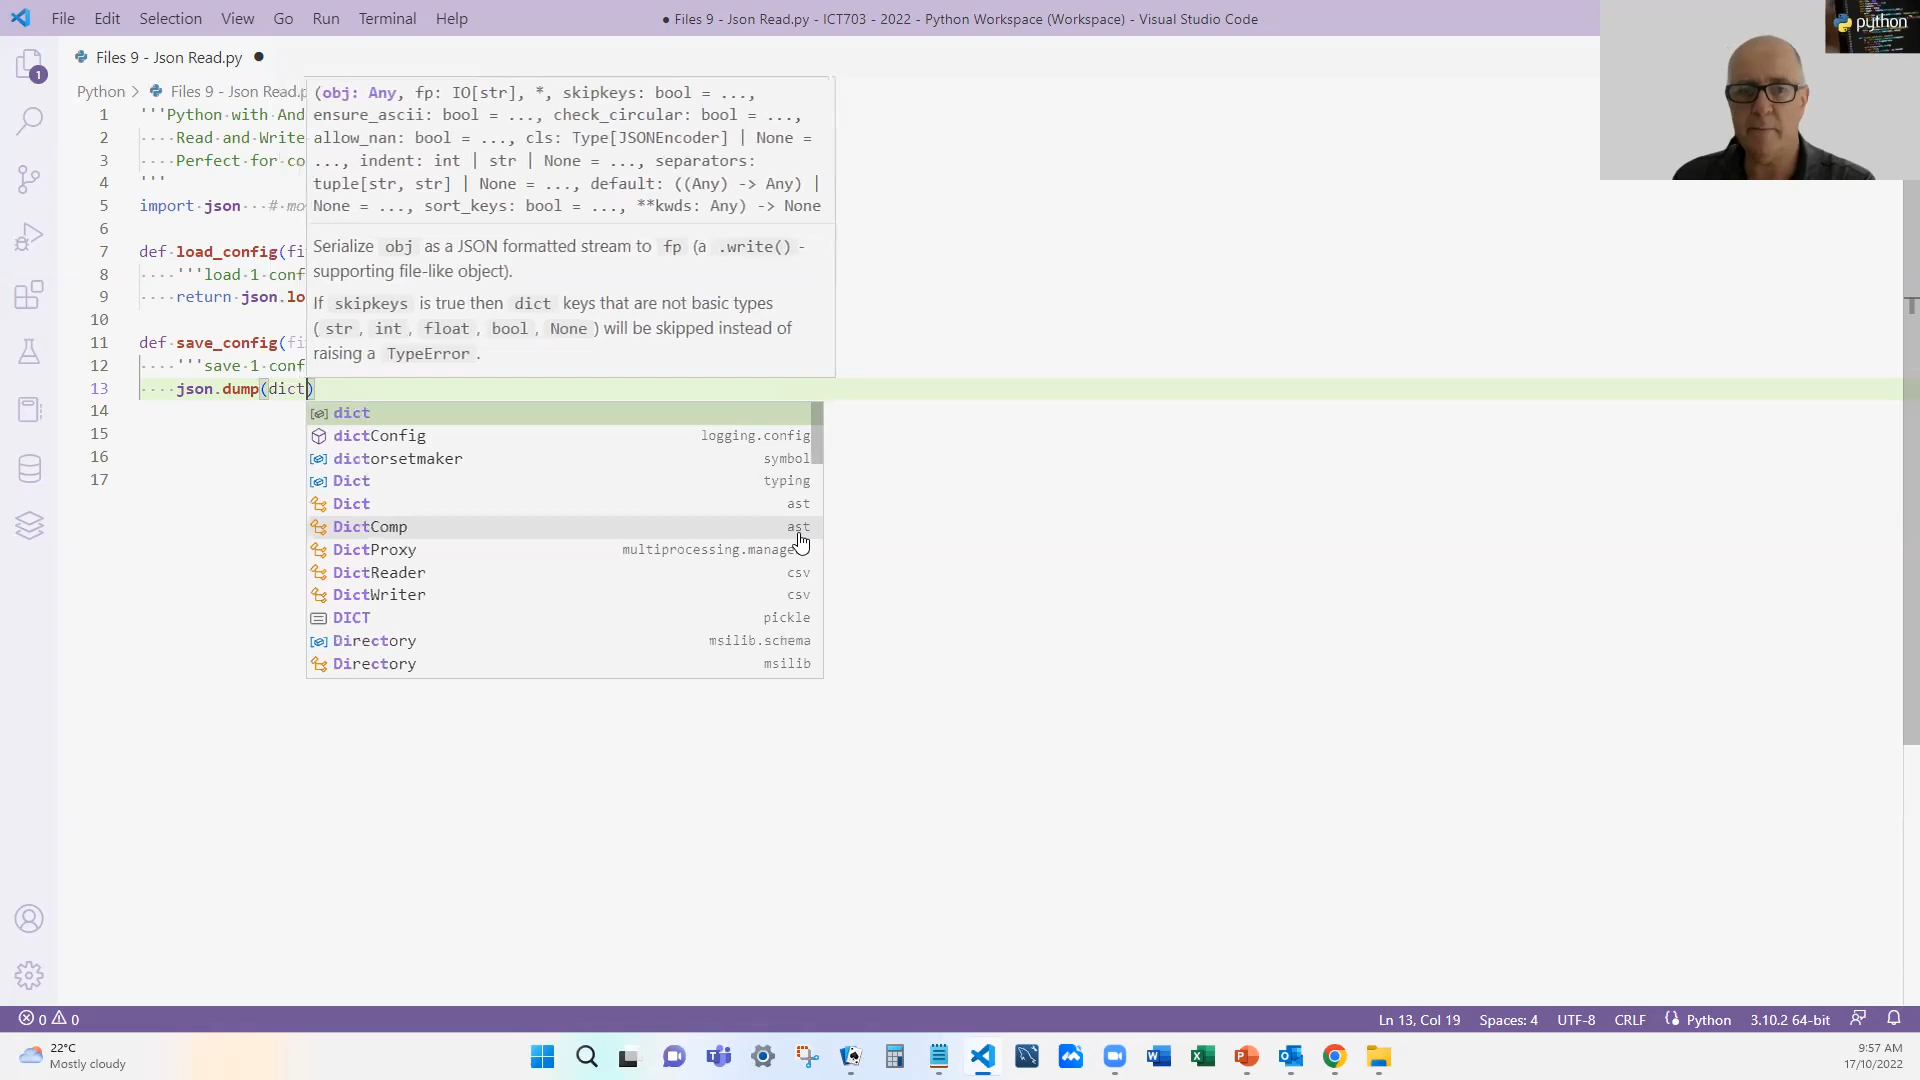 File Edit Selection View Go Run Terminal Help
● Files 9 - Json Read.py - ICT703 - 2022 - Python Workspace (Workspace) - Visual Studio Code
python
Files 9 - Json Read.py ●
Python > Files 9 - Json Read.p
1 '''Python with And
2 Read and Write
3 Perfect for co
4 '''
5 import json # mo
6
7 def load_config(fi
8 '''load 1 conf
9 return json.lo
10
11 def save_config(fi
12 '''save 1 conf
13 json.dump(dict)
14
15
16
17
(obj: Any, fp: IO[str], *, skipkeys: bool = ...,
ensure_ascii: bool = ..., check_circular: bool = ...,
allow_nan: bool = ..., cls: Type[JSONEncoder] | None =
..., indent: int | str | None = ..., separators:
tuple[str, str] | None = ..., default: ((Any) -> Any) |
None = ..., sort_keys: bool = ..., **kwds: Any) -> None
Serialize obj as a JSON formatted stream to fp (a .write() -
supporting file-like object).
If skipkeys is true then dict keys that are not basic types
(str, int, float, bool, None) will be skipped instead of
raising a TypeError.
dict
dictConfig logging.config
dictorsetmaker symbol
Dict typing
Dict ast
DictComp ast
DictProxy multiprocessing.manage
DictReader csv
DictWriter csv
DICT pickle
Directory msilib.schema
Directory msilib
1
0 0
Ln 13, Col 19 Spaces: 4 UTF-8 CRLF Python 3.10.2 64-bit
22°C
Mostly cloudy
9:57 AM
17/10/2022